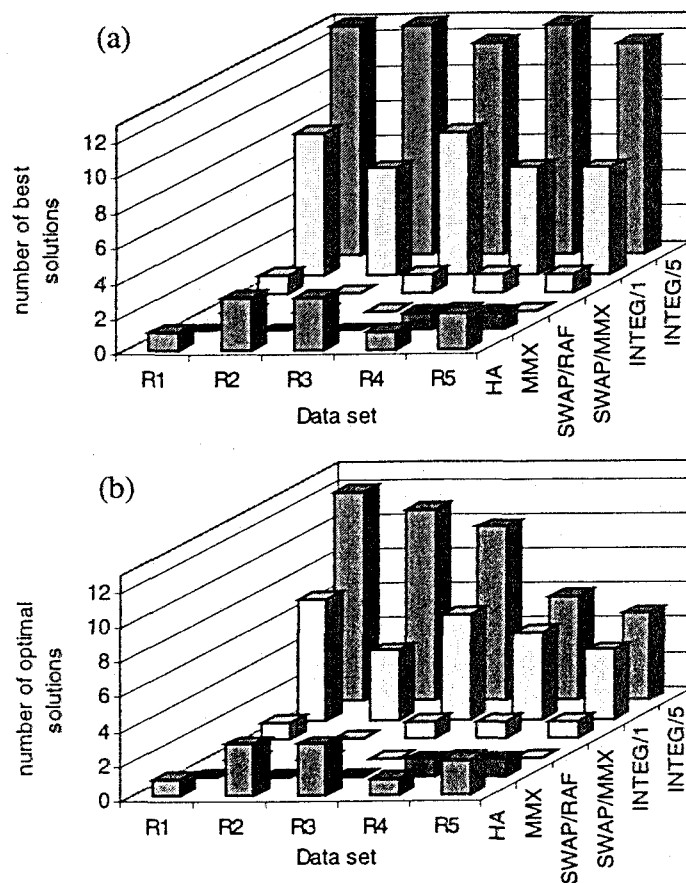 (a)
number of best
solutions
12
10
8
6
4
2
0
R1
R2
R3
R4
R5
Data set
HA
MMX
SWAP/RAF
SWAP/MMX
INTEG/1
INTEG/5
(b)
number of optimal
solutions
12
10
8
6
4
2
0
R1
R2
R3
R4
R5
Data set
HA
MMX
SWAP/RAF
SWAP/MMX
INTEG/1
INTEG/5